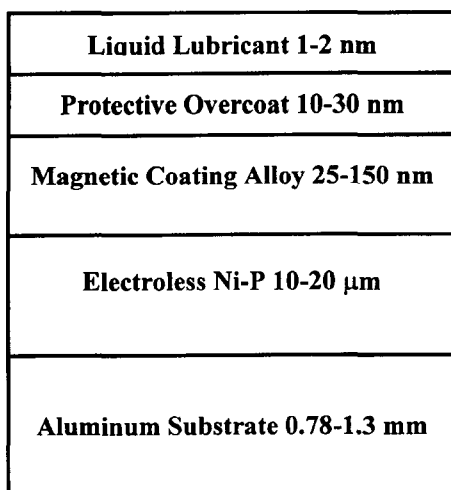 Liquid Lubricant 1-2 nm
Protective Overcoat 10-30 nm
Magnetic Coating Alloy 25-150 nm
Electroless Ni-P 10-20 μm
Aluminum Substrate 0.78-1.3 mm